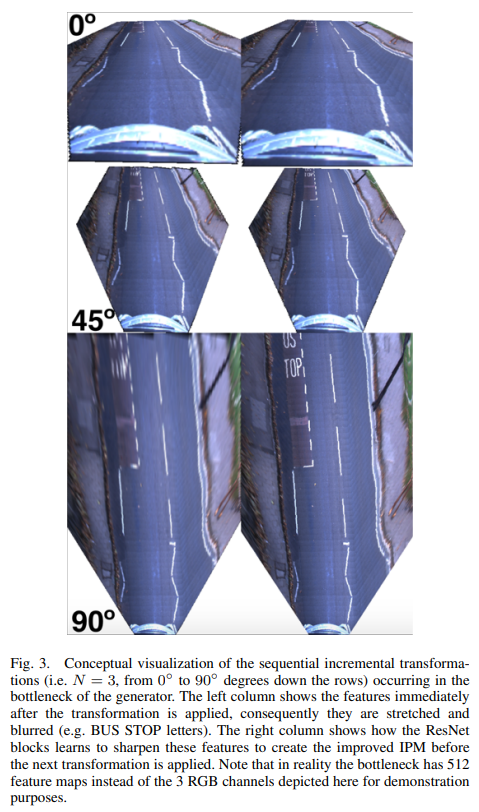 0°
45°
US
TOP
90°
Fig. 3. Conceptual visualization of the sequential incremental transforma-
tions (i.e. N = 3, from 0° to 90° degrees down the rows) occurring in the
bottleneck of the generator. The left column shows the features immediately
after the transformation is applied, consequently they are stretched and
blurred (e.g. BUS STOP letters). The right column shows how the ResNet
blocks learns to sharpen these features to create the improved IPM before
the next transformation is applied. Note that in reality the bottleneck has 512
feature maps instead of the 3 RGB channels depicted here for demonstration
purposes.